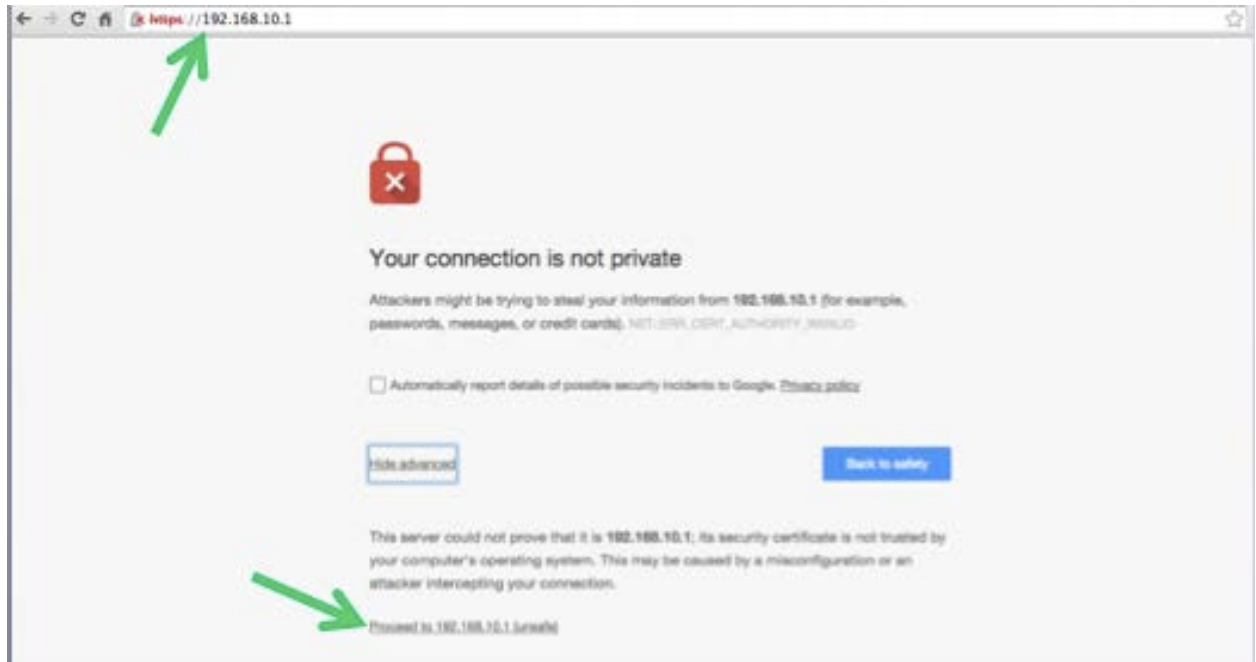 https://192.168.10.1
Your connection is not private
Attackers might be trying to steal your information from 192.168.10.1 (for example,
passwords, messages, or credit cards). NET::ERR_CERT_AUTHORITY_INVALID
Automatically report details of possible security incidents to Google. Privacy policy
Hide advanced
Back to safety
This server could not prove that it is 192.168.10.1; its security certificate is not trusted by
your computer's operating system. This may be caused by a misconfiguration or an
attacker intercepting your connection.
Proceed to 192.168.10.1 (unsafe)